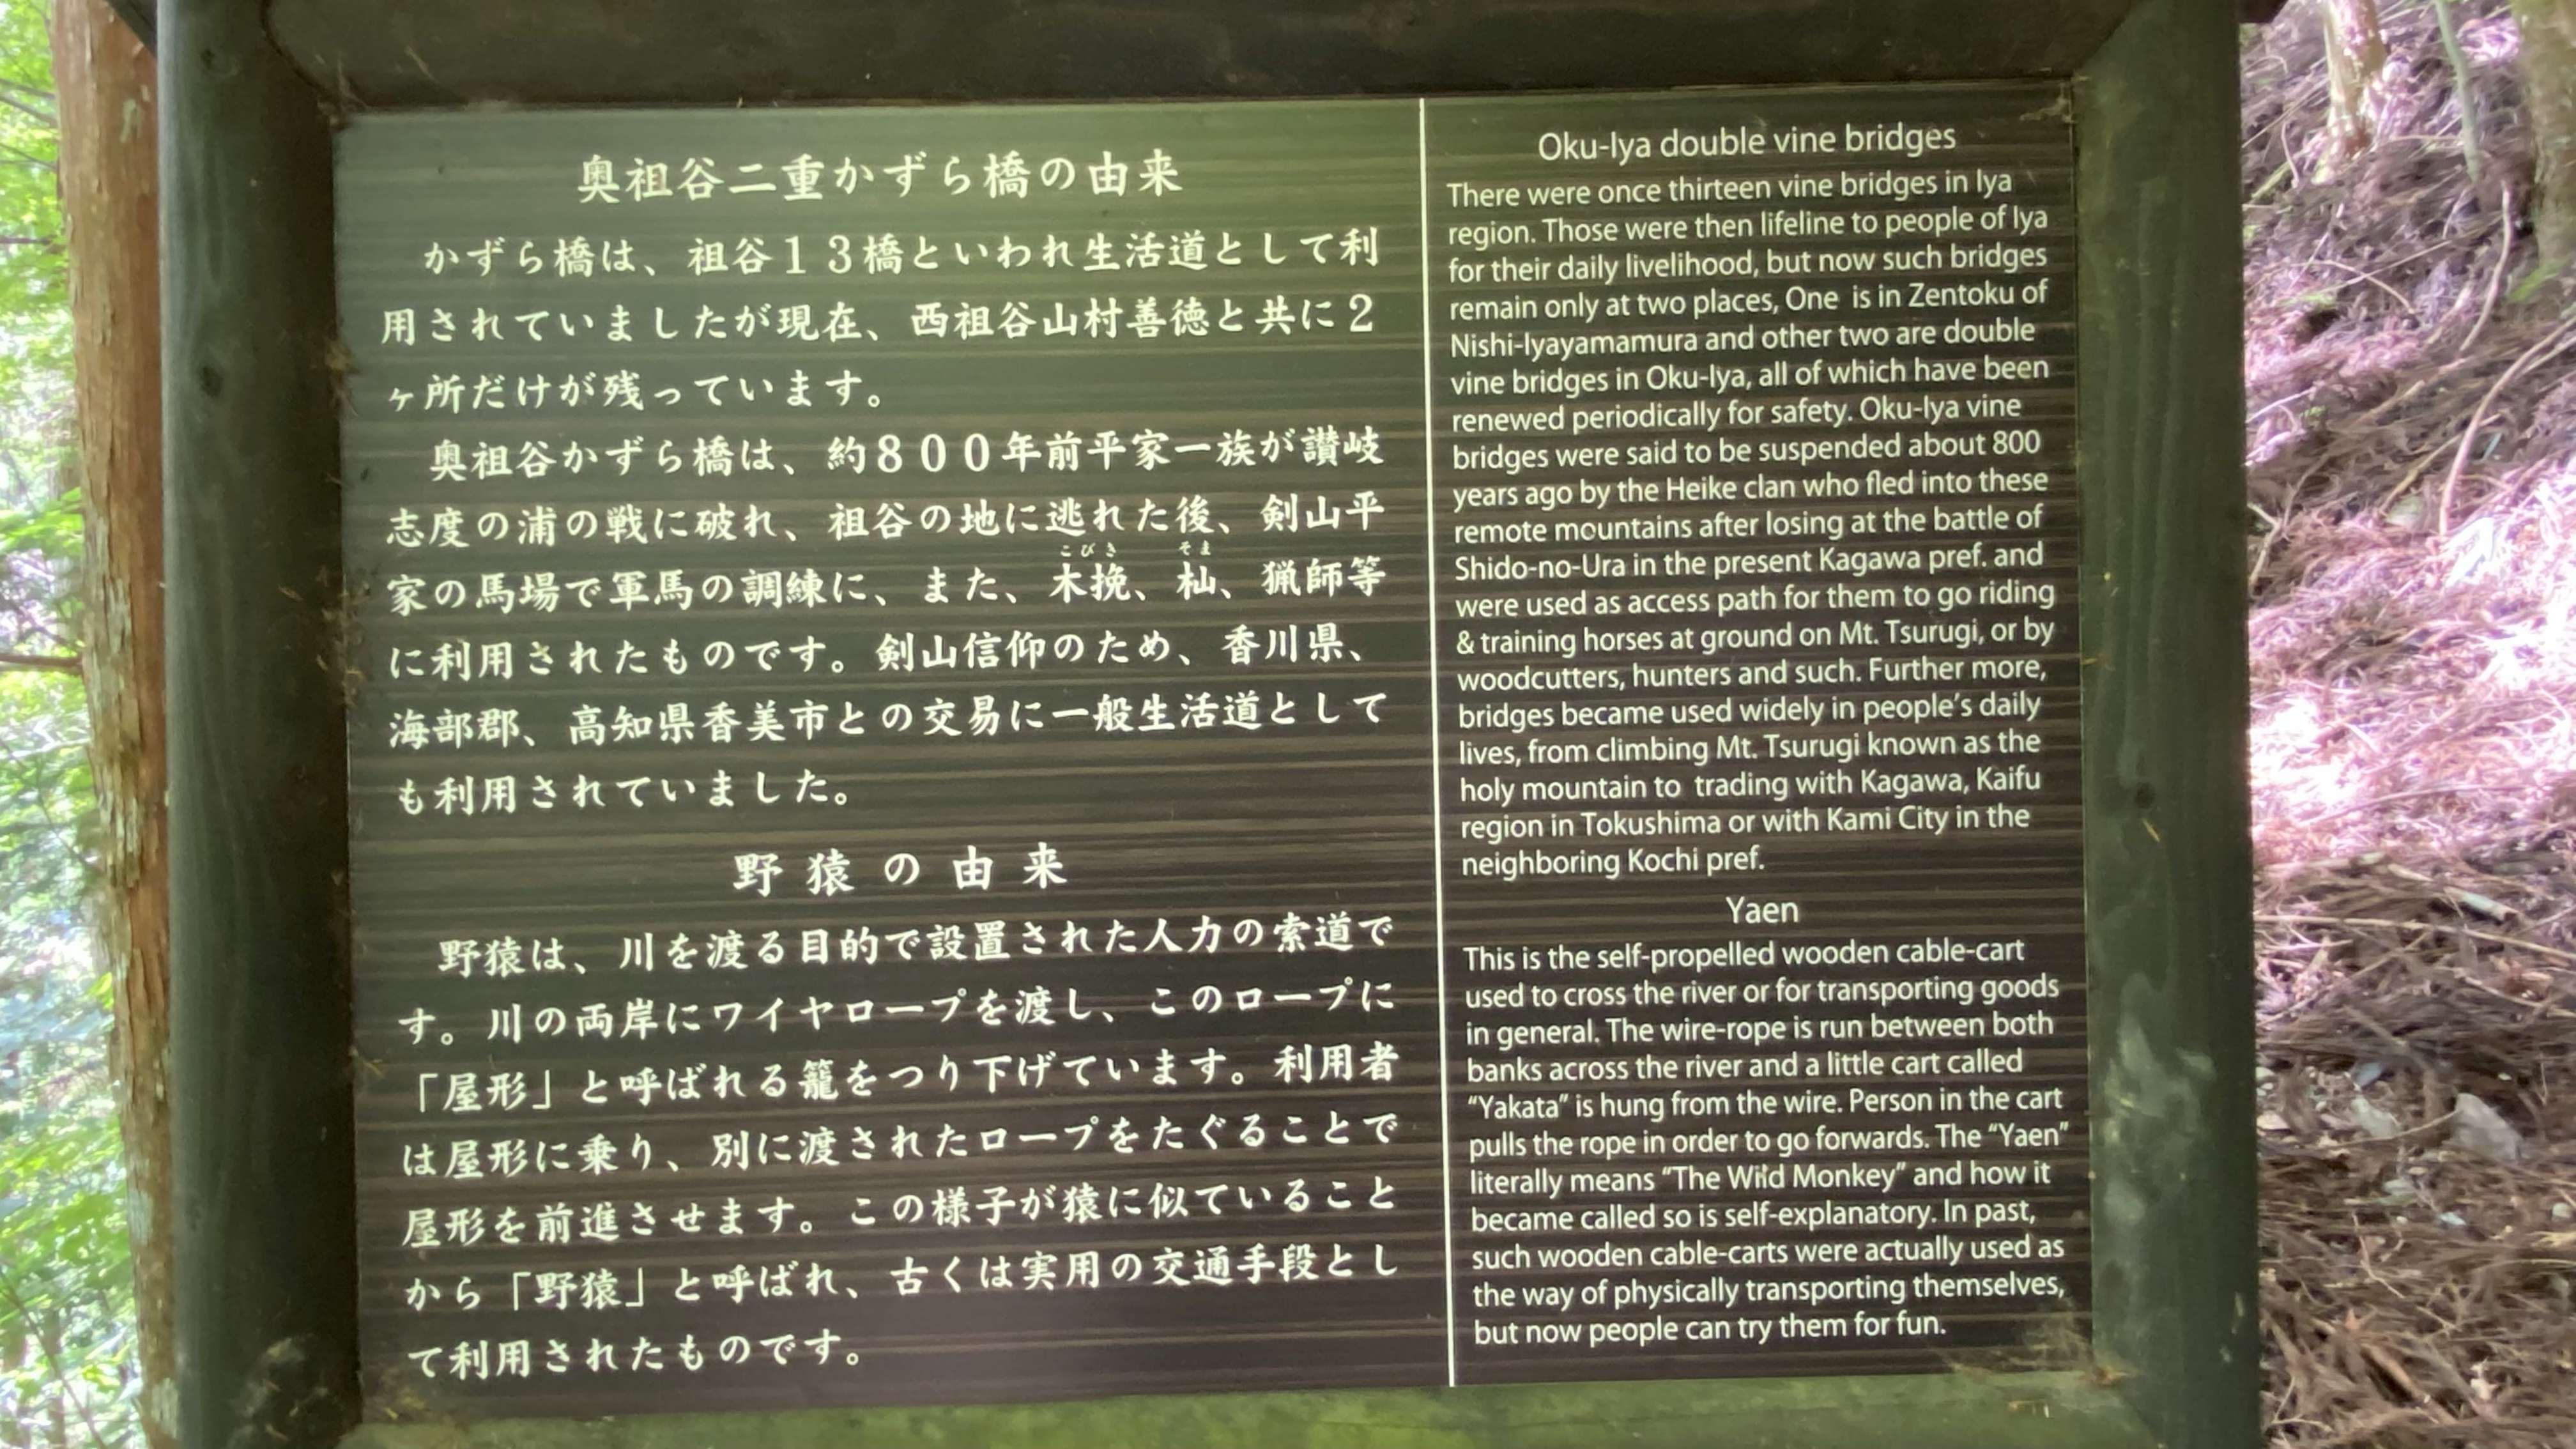 奥祖谷二重かずら橋の由来
かずら橋は、祖谷１３橋といわれ生活道として利
用されていましたが現在、西祖谷山村善徳と共に２
ヶ所だけが残っています。
奥祖谷かずら橋は、約８００年前平家一族が讃岐
志度の浦の戦に破れ、祖谷の地に逃れた後、剣山平
こびき そま
家の馬場で軍馬の調練に、また、木挽、杣、猟師等
に利用されたものです。剣山信仰のため、香川県、
海部郡、高知県香美市との交易に一般生活道として
も利用されていました。
野猿の由来
野猿は、川を渡る目的で設置された人力の索道で
す。川の両岸にワイヤロープを渡し、このロープに
「屋形」と呼ばれる籠をつり下げています。利用者
は屋形に乗り、別に渡されたロープをたぐることで
屋形を前進させます。この様子が猿に似ていること
から「野猿」と呼ばれ、古くは実用の交通手段とし
て利用されたものです。
Oku-Iya double vine bridges
There were once thirteen vine bridges in Iya
region. Those were then lifeline to people of Iya
for their daily livelihood, but now such bridges
remain only at two places, One is in Zentoku of
Nishi-Iyayamamura and other two are double
vine bridges in Oku-Iya, all of which have been
renewed periodically for safety. Oku-Iya vine
bridges were said to be suspended about 800
years ago by the Heike clan who fled into these
remote mountains after losing at the battle of
Shido-no-Ura in the present Kagawa pref. and
were used as access path for them to go riding
& training horses at ground on Mt. Tsurugi, or by
woodcutters, hunters and such. Further more,
bridges became used widely in people's daily
lives, from climbing Mt. Tsurugi known as the
holy mountain to trading with Kagawa, Kaifu
region in Tokushima or with Kami City in the
neighboring Kochi pref.
Yaen
This is the self-propelled wooden cable-cart
used to cross the river or for transporting goods
in general. The wire-rope is run between both
banks across the river and a little cart called
“Yakata” is hung from the wire. Person in the cart
pulls the rope in order to go forwards. The “Yaen”
literally means “The Wild Monkey” and how it
became called so is self-explanatory. In past,
such wooden cable-carts were actually used as
the way of physically transporting themselves,
but now people can try them for fun.